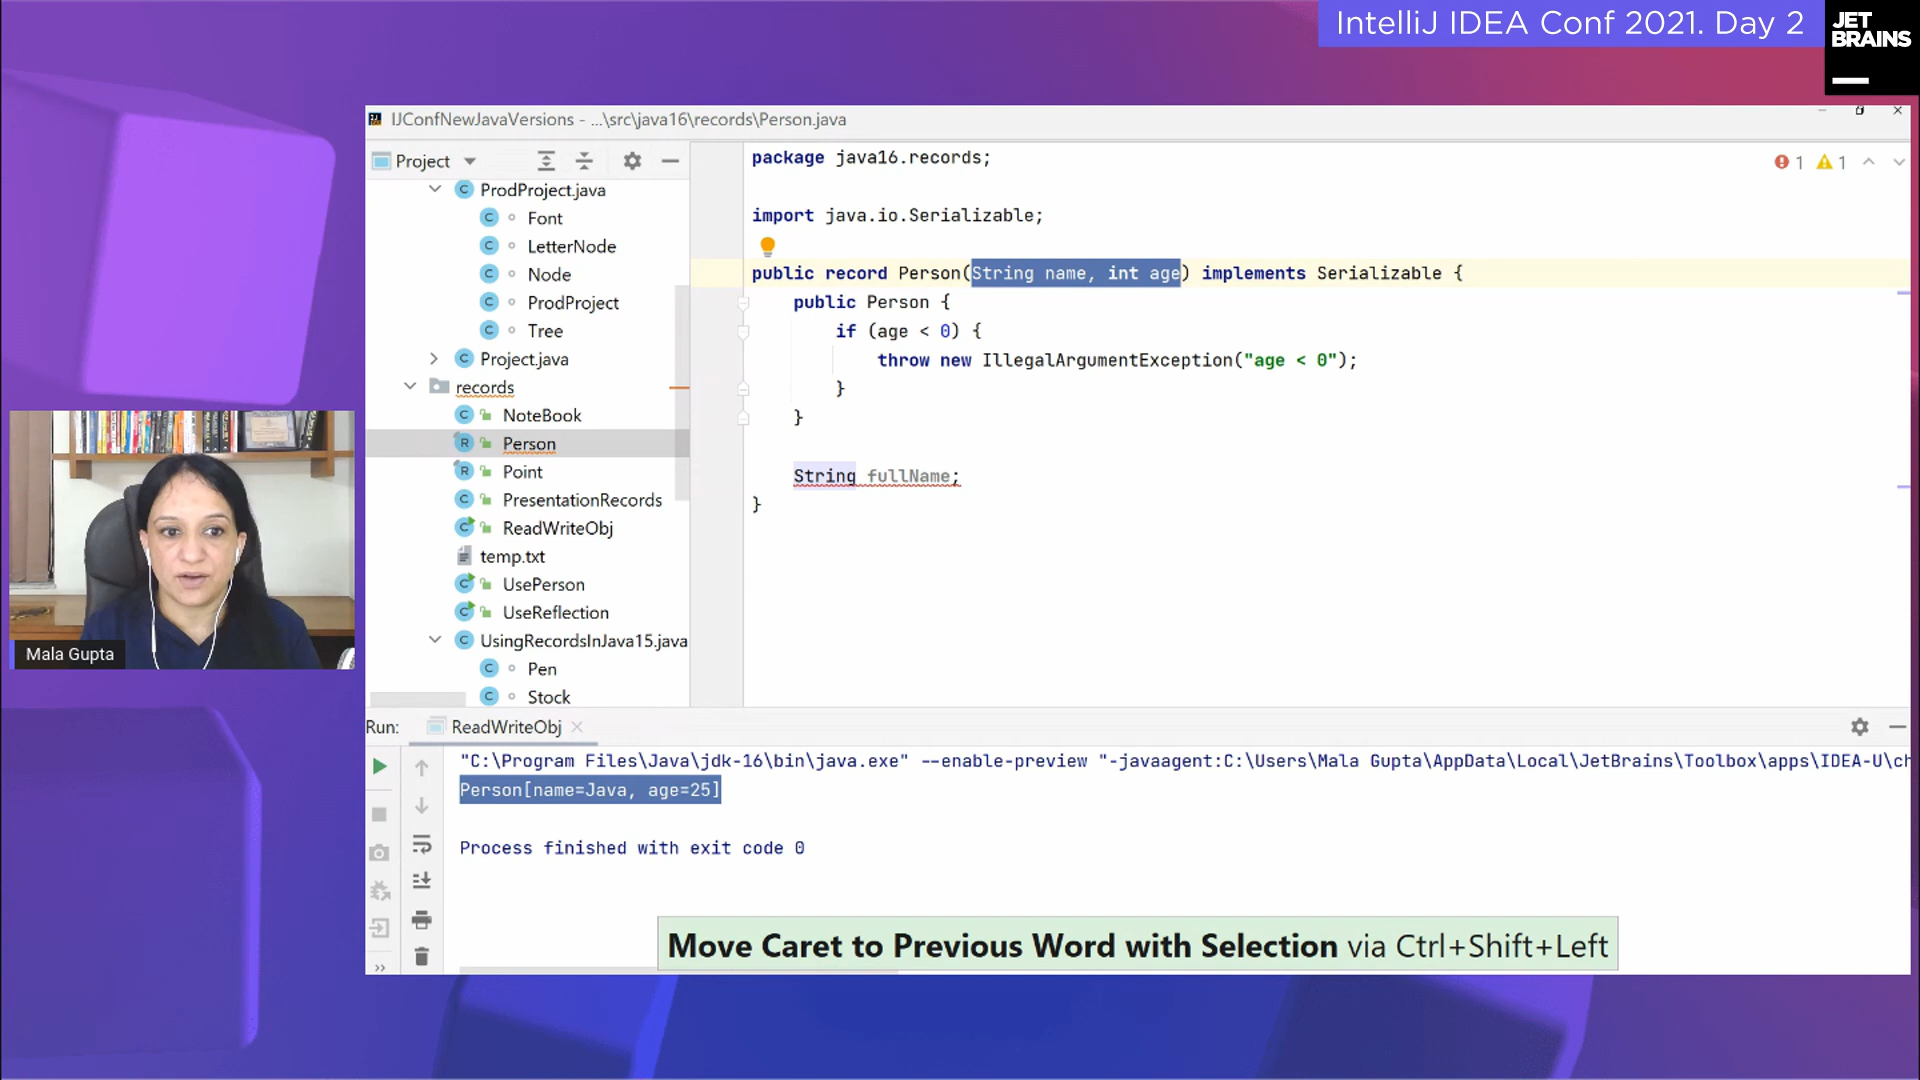 IntelliJ IDEA Conf 2021. Day 2
JET
BRAINS
IJConfNewJavaVersions - ...\src\java16\records\Person.java
Project
ProdProject.java
Font
LetterNode
Node
ProdProject
Tree
Project.java
records
NoteBook
Person
Point
PresentationRecords
ReadWriteObj
temp.txt
UsePerson
UseReflection
UsingRecordsInJava15.java
Pen
Stock
package java16.records;
1 1
import java.io.Serializable;
public record Person(String name, int age) implements Serializable {
public Person {
if (age < 0) {
throw new IllegalArgumentException("age < 0");
}
}
String fullName;
}
Mala Gupta
Run: ReadWriteObj
"C:\Program Files\Java\jdk-16\bin\java.exe" --enable-preview "-javaagent:C:\Users\Mala Gupta\AppData\Local\JetBrains\Toolbox\apps\IDEA-U\ch
Person[name=Java, age=25]
Process finished with exit code 0
Move Caret to Previous Word with Selection via Ctrl+Shift+Left